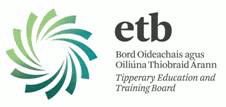 etb
Bord Oideachais agus
Oiliúna Thiobraid Árann
Tipperary Education and
Training Board